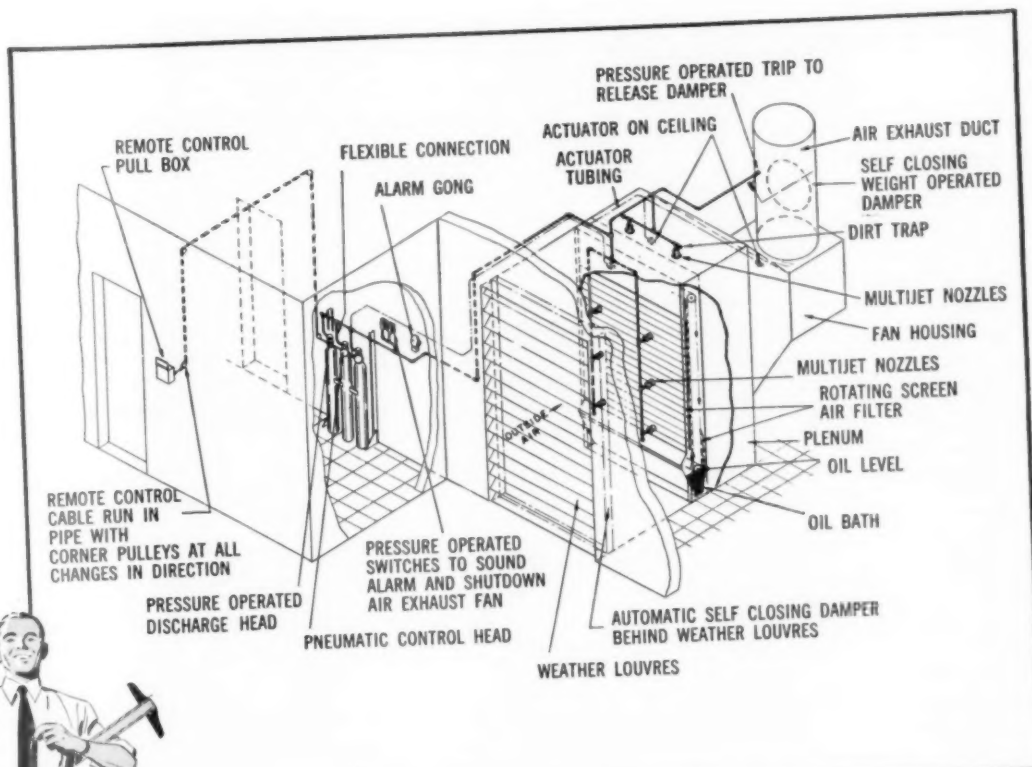 PRESSURE OPERATED TRIP TO
RELEASE DAMPER
REMOTE CONTROL
PULL BOX
FLEXIBLE CONNECTION
ALARM GONG
ACTUATOR ON CEILING
ACTUATOR
TUBING
AIR EXHAUST DUCT
SELF CLOSING
WEIGHT OPERATED
DAMPER
DIRT TRAP
MULTIJET NOZZLES
FAN HOUSING
MULTIJET NOZZLES
ROTATING SCREEN
AIR FILTER
PLENUM
OIL LEVEL
OIL BATH
OUTSIDE
AIR
REMOTE CONTROL
CABLE RUN IN
PIPE WITH
CORNER PULLEYS AT ALL
CHANGES IN DIRECTION
PRESSURE OPERATED
DISCHARGE HEAD
PNEUMATIC CONTROL HEAD
PRESSURE OPERATED
SWITCHES TO SOUND
ALARM AND SHUTDOWN
AIR EXHAUST FAN
AUTOMATIC SELF CLOSING DAMPER
BEHIND WEATHER LOUVRES
WEATHER LOUVRES